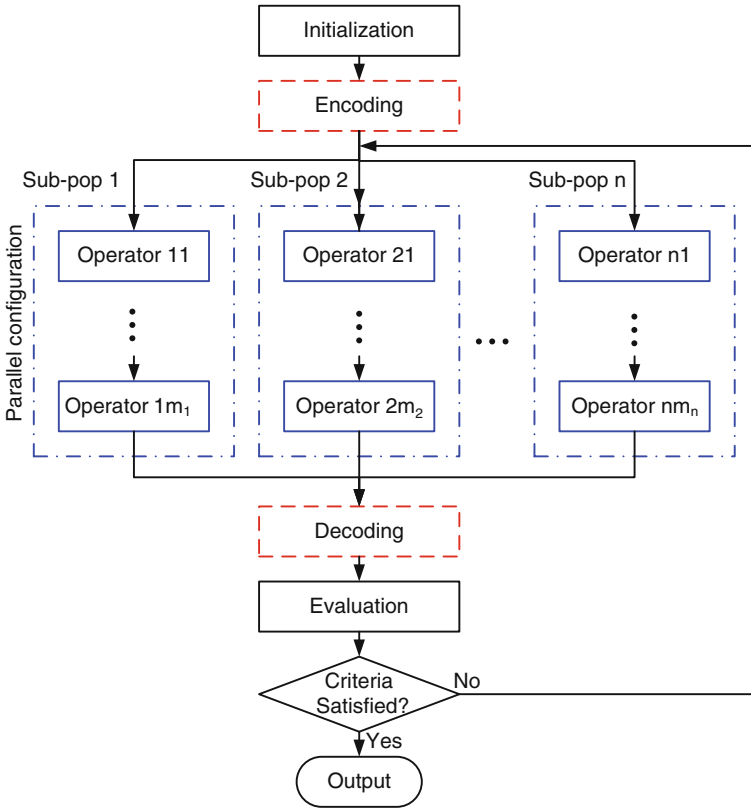 Initialization
Encoding
Sub-pop 1
Sub-pop 2
Sub-pop n
Parallel configuration
Operator 11
Operator 21
Operator n1
Operator 1m₁
Operator 2m₂
Operator nmₙ
Decoding
Evaluation
Criteria
Satisfied?
No
Yes
Output